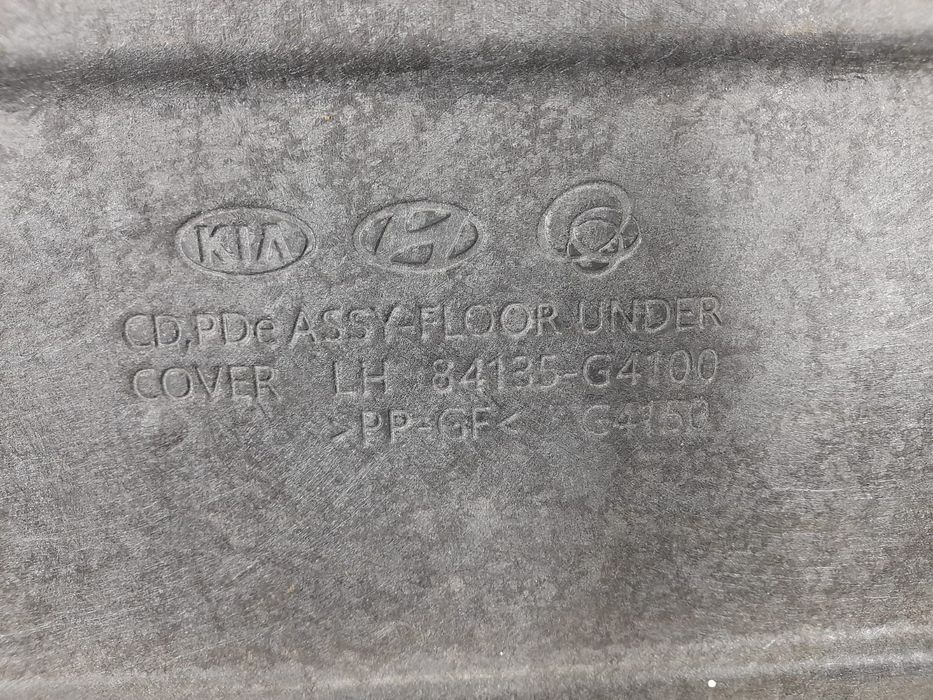 KIA
CD,PDe ASSY-FLOOR UNDER
COVER LH 84135-G4100
>PP-GF< G4150